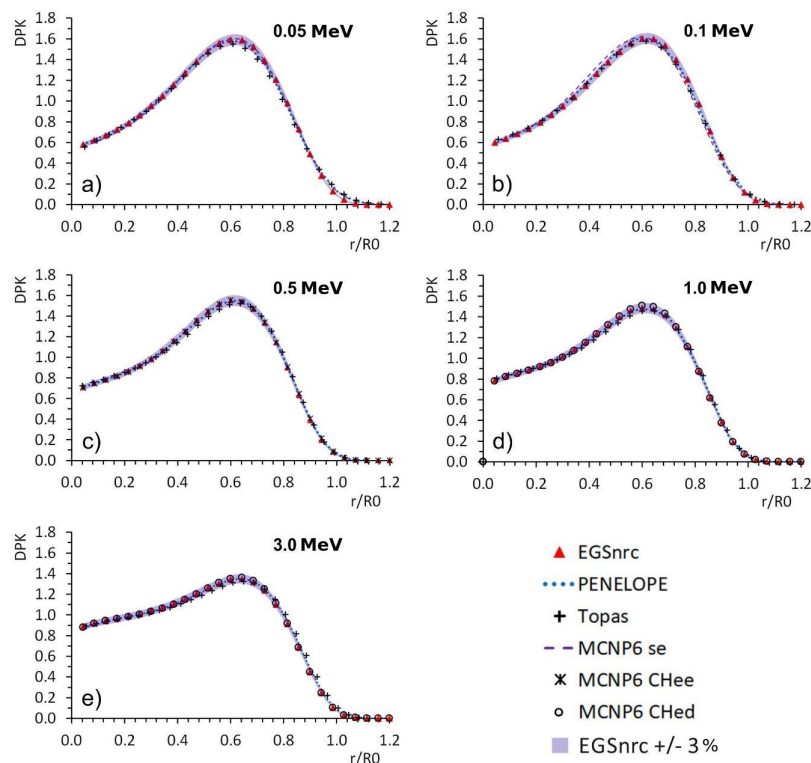 DPK
0.05 MeV
1.8
1.6
1.4
1.2
1.0
0.8
0.6
0.4
0.2
0.0
a)
0.0 0.2 0.4 0.6 0.8 1.0 1.2
r/R0
DPK
0.1 MeV
1.8
1.6
1.4
1.2
1.0
0.8
0.6
0.4
0.2
0.0
b)
0.0 0.2 0.4 0.6 0.8 1.0 1.2
r/R0
DPK
0.5 MeV
1.8
1.6
1.4
1.2
1.0
0.8
0.6
0.4
0.2
0.0
c)
0.0 0.2 0.4 0.6 0.8 1.0 1.2
r/R0
DPK
1.0 MeV
1.8
1.6
1.4
1.2
1.0
0.8
0.6
0.4
0.2
0.0
d)
0.0 0.2 0.4 0.6 0.8 1.0 1.2
r/R0
DPK
3.0 MeV
1.8
1.6
1.4
1.2
1.0
0.8
0.6
0.4
0.2
0.0
e)
0.0 0.2 0.4 0.6 0.8 1.0 1.2
r/R0
EGSnrc
PENELOPE
Topas
MCNP6 se
MCNP6 CHee
MCNP6 CHed
EGSnrc +/- 3%